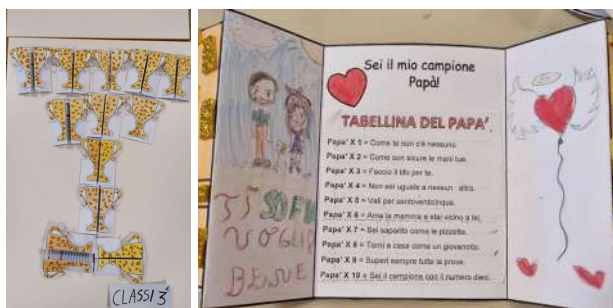 CLASSI 3ᵉ
Sei il mio campione
Papà!
TABELLINA DEL PAPA'.
Papa' X 1 = Come te non c'è nessuno.
Papa' X 2 = Come son sicure le mani tue.
Papa' X 3 = Faccio il tifo per te.
Papa' X 4 = Non sei uguale a nessun altro.
Papa' X 5 = Vali per centoventicinque.
Papa' X 6 = Ama la mamma e stai vicino a lei.
Papa' X 7 = Sei saporito come le pizzette.
Papa' X 8 = Torni a casa come un giovanotto.
Papa' X 9 = Superi sempre tutte le prove.
Papa' X 10 = Sei il campione con il numero dieci.
TI
VOGLIO
BENE